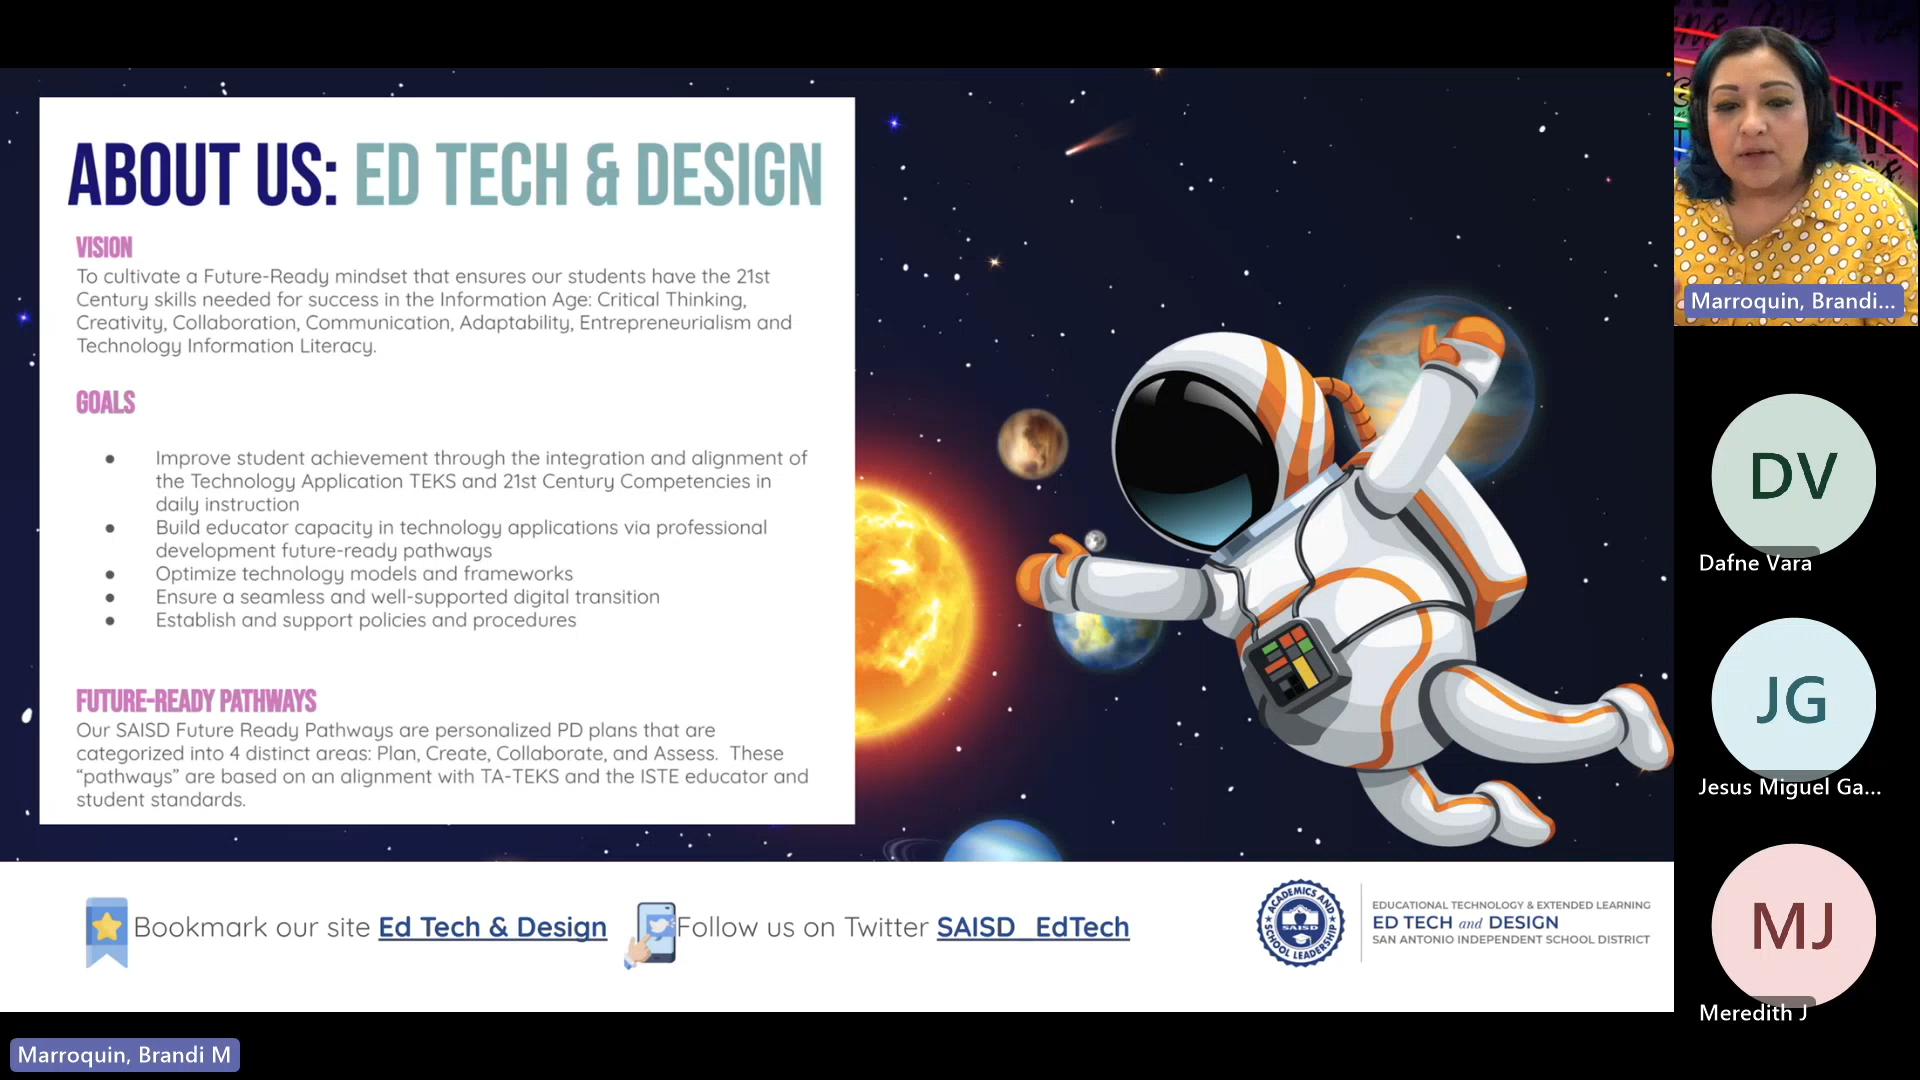 ABOUT US: ED TECH & DESIGN
VISION
To cultivate a Future-Ready mindset that ensures our students have the 21st
Century skills needed for success in the Information Age: Critical Thinking,
Creativity, Collaboration, Communication, Adaptability, Entrepreneurialism and
Technology Information Literacy.
GOALS
● Improve student achievement through the integration and alignment of
the Technology Application TEKS and 21st Century Competencies in
daily instruction
● Build educator capacity in technology applications via professional
development future-ready pathways
● Optimize technology models and frameworks
● Ensure a seamless and well-supported digital transition
● Establish and support policies and procedures
FUTURE-READY PATHWAYS
Our SAISD Future Ready Pathways are personalized PD plans that are
categorized into 4 distinct areas: Plan, Create, Collaborate, and Assess. These
“pathways” are based on an alignment with TA-TEKS and the ISTE educator and
student standards.
Bookmark our site Ed Tech & Design
Follow us on Twitter SAISD_EdTech
ACADEMICS AND
SAISD
SCHOOL LEADERSHIP
EDUCATIONAL TECHNOLOGY & EXTENDED LEARNING
ED TECH and DESIGN
SAN ANTONIO INDEPENDENT SCHOOL DISTRICT
Marroquin, Brandi M
Marroquin, Brandi...
DV
Dafne Vara
JG
Jesus Miguel Ga...
MJ
Meredith J